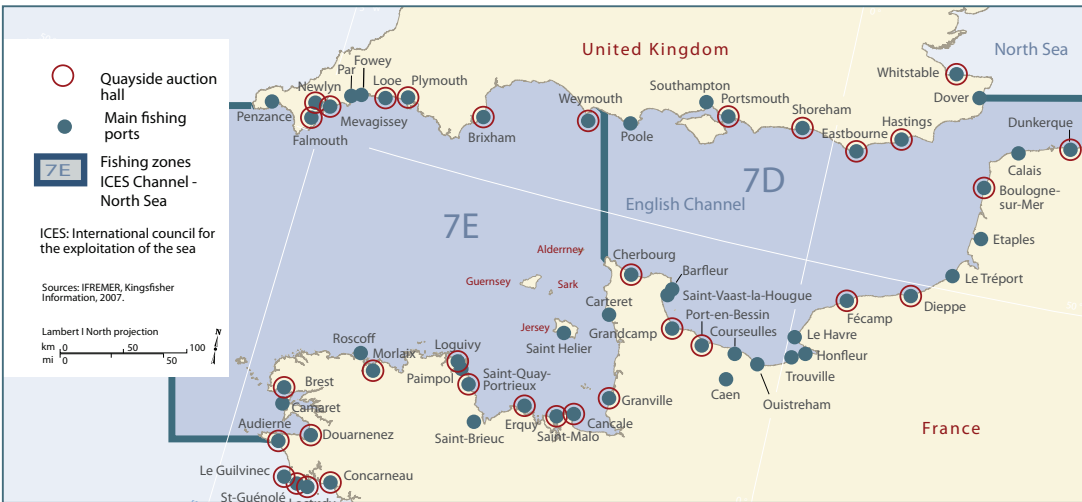 Quayside auction
hall
Main fishing
ports
7E
Fishing zones
ICES Channel -
North Sea
ICES: International council for
the exploitation of the sea
Sources: IFREMER, Kingsfisher
Information, 2007.
Lambert I North projection
km 0 50 100
mi 0 50
N
United Kingdom
North Sea
Whitstable
Dover
Dunkerque
Calais
Boulogne-
sur-Mer
Etaples
Le Tréport
Dieppe
Fécamp
Le Havre
Honfleur
Trouville
Ouistreham
Caen
Courseulles
Port-en-Bessin
Grandcamp
Saint-Vaast-la-Hougue
Barfleur
Cherbourg
Carteret
Granville
Cancale
Saint-Malo
Erquy
Saint-Brieuc
Saint-Quay-
Portrieux
Paimpol
Loquivy
Morlaix
Roscoff
Brest
Camaret
Audierne
Douarnenez
Le Guilvinec
St-Guénolé
Concarneau
France
Penzance
Newlyn
Falmouth
Mevagissey
Par
Fowey
Looe
Plymouth
Brixham
Weymouth
Poole
Southampton
Portsmouth
Shoreham
Eastbourne
Hastings
7E
7D
English Channel
Alderrney
Guernsey
Sark
Jersey
Saint Helier